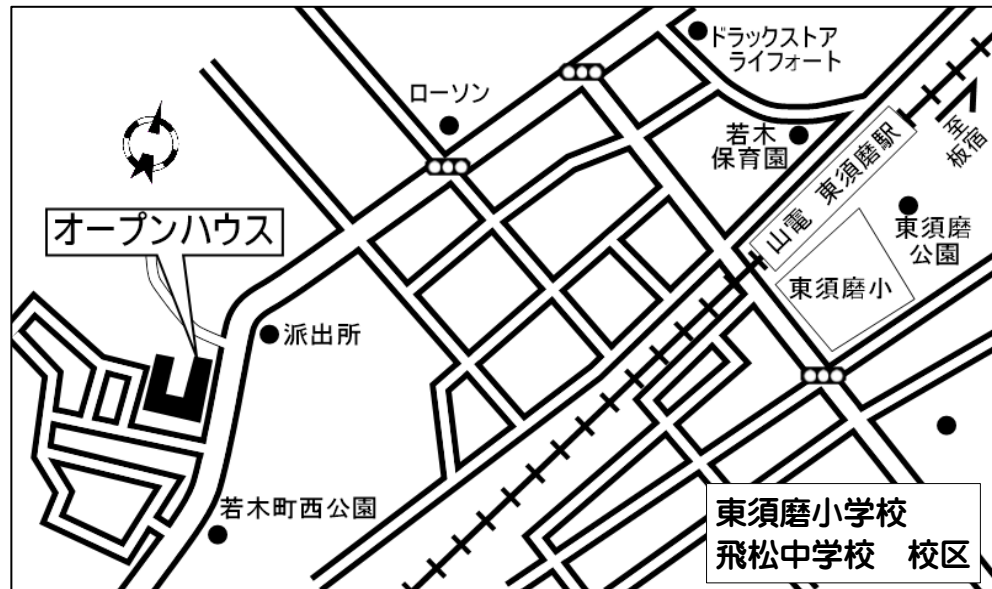 ドラックストア
ライフォート
ローソン
若木
保育園
至
板宿
山電 東須磨駅
オープンハウス
東須磨
公園
東須磨小
派出所
若木町西公園
東須磨小学校
飛松中学校 校区